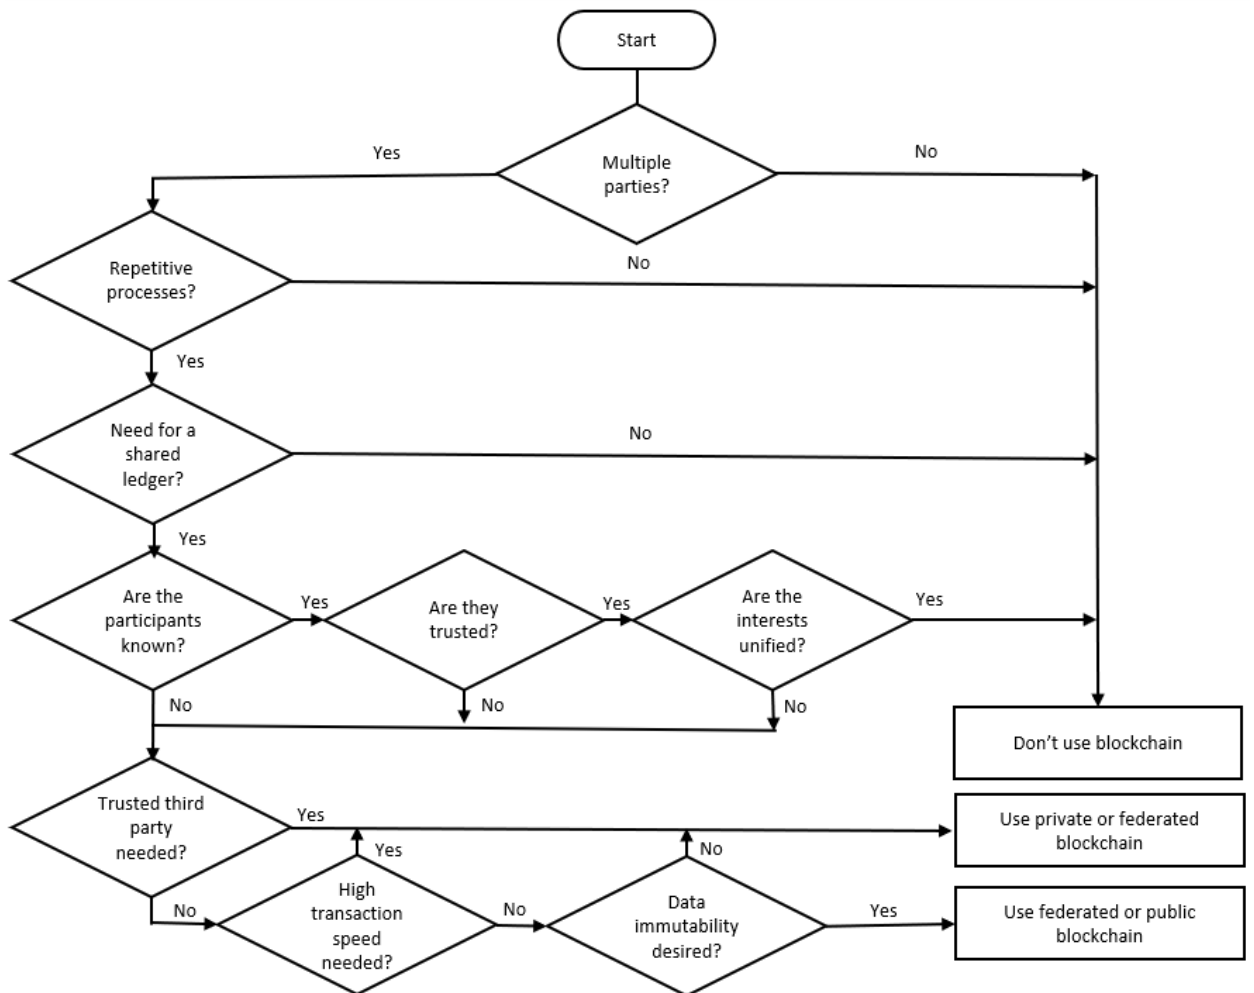 Start
Yes
Multiple
parties?
No
Repetitive
processes?
No
Yes
Need for a
shared
ledger?
No
Yes
Are the
participants
known?
Yes
Are they
trusted?
Yes
Are the
interests
unified?
Yes
No
No
No
Don’t use blockchain
Trusted third
party
needed?
Yes
Use private or federated
blockchain
Yes
No
No
High
transaction
speed
needed?
No
Data
immutability
desired?
Yes
Use federated or public
blockchain